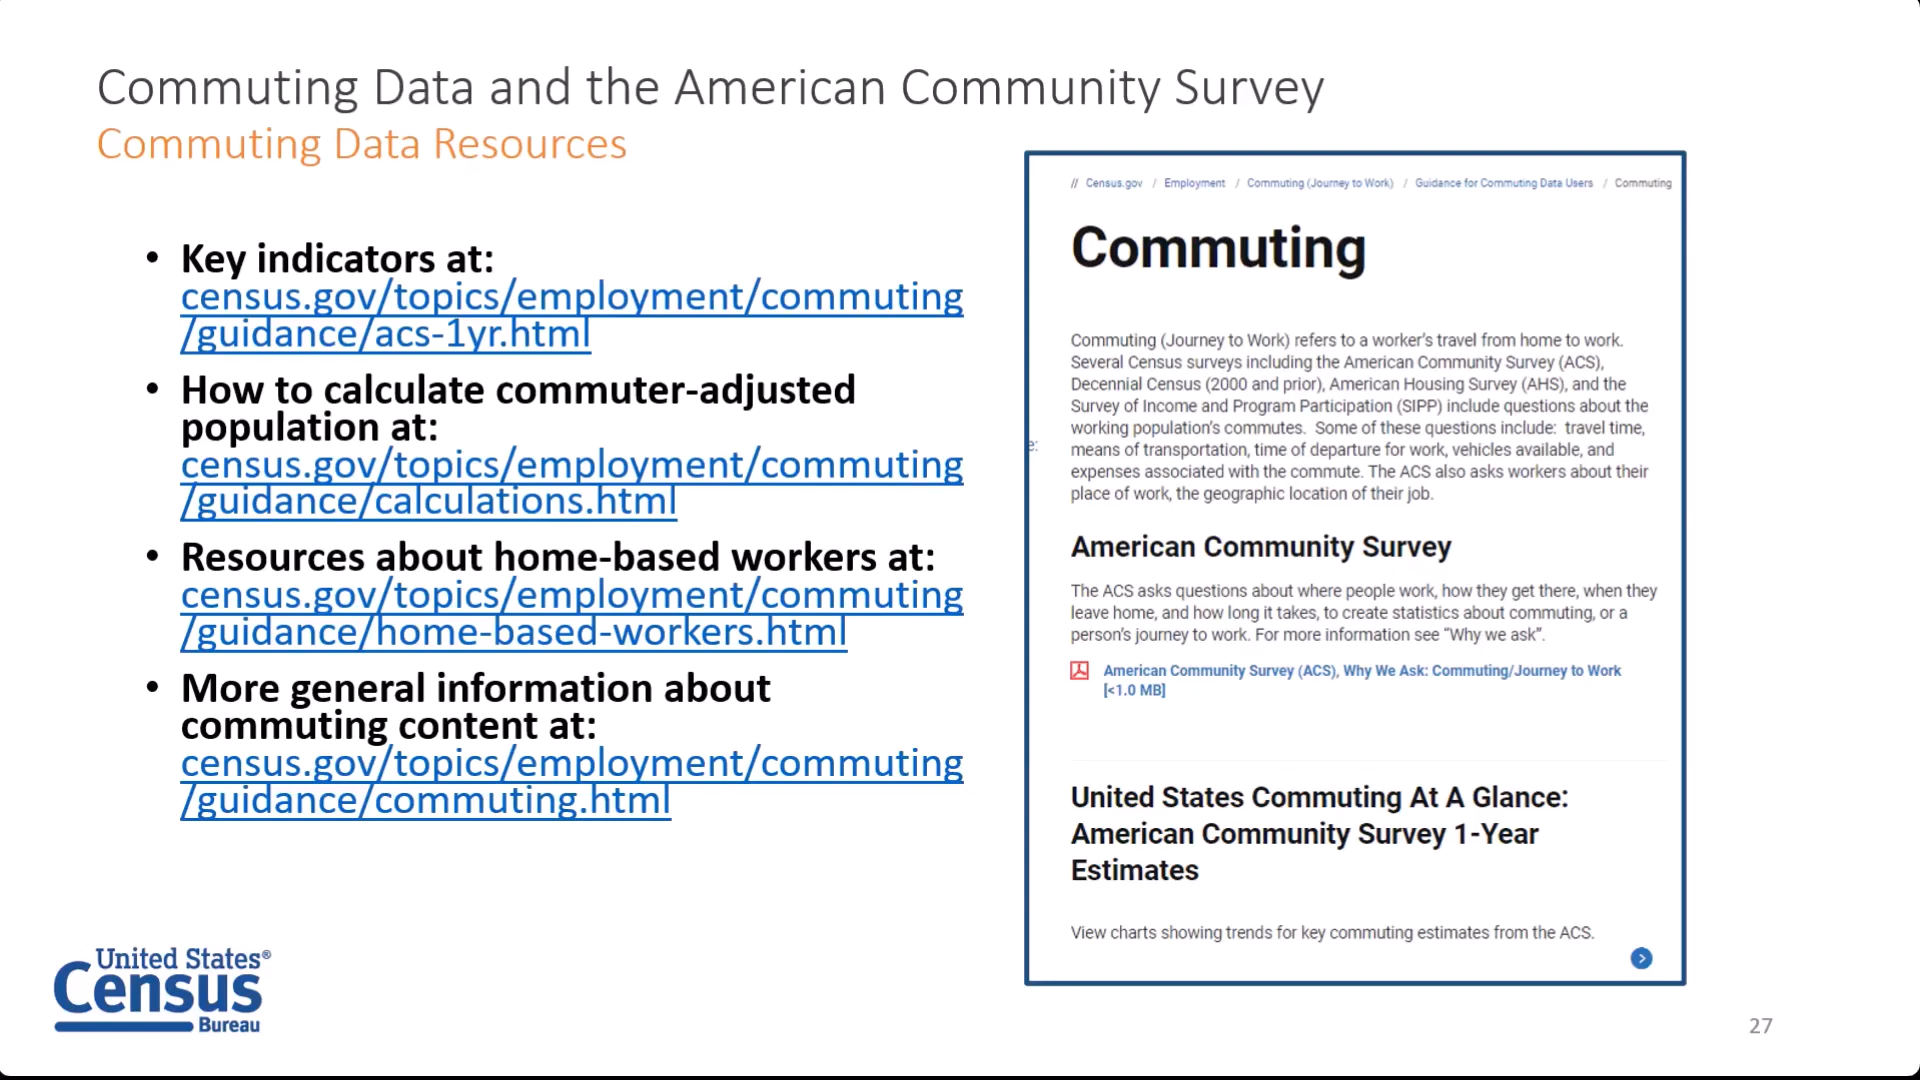 Commuting Data and the American Community Survey
Commuting Data Resources
• Key indicators at:
census.gov/topics/employment/commuting
/guidance/acs-1yr.html
• How to calculate commuter-adjusted
population at:
census.gov/topics/employment/commuting
/guidance/calculations.html
• Resources about home-based workers at:
census.gov/topics/employment/commuting
/guidance/home-based-workers.html
• More general information about
commuting content at:
census.gov/topics/employment/commuting
/guidance/commuting.html
// Census.gov / Employment / Commuting (Journey to Work) / Guidance for Commuting Data Users / Commuting
Commuting
Commuting (Journey to Work) refers to a worker's travel from home to work.
Several Census surveys including the American Community Survey (ACS),
Decennial Census (2000 and prior), American Housing Survey (AHS), and the
Survey of Income and Program Participation (SIPP) include questions about the
working population's commutes.  Some of these questions include:  travel time,
e:
means of transportation, time of departure for work, vehicles available, and
expenses associated with the commute. The ACS also asks workers about their
place of work, the geographic location of their job.
American Community Survey
The ACS asks questions about where people work, how they get there, when they
leave home, and how long it takes, to create statistics about commuting, or a
person's journey to work. For more information see “Why we ask”.
American Community Survey (ACS), Why We Ask: Commuting/Journey to Work
[<1.0 MB]
United States Commuting At A Glance:
American Community Survey 1-Year
Estimates
View charts showing trends for key commuting estimates from the ACS.
United States®
Census
Bureau
27